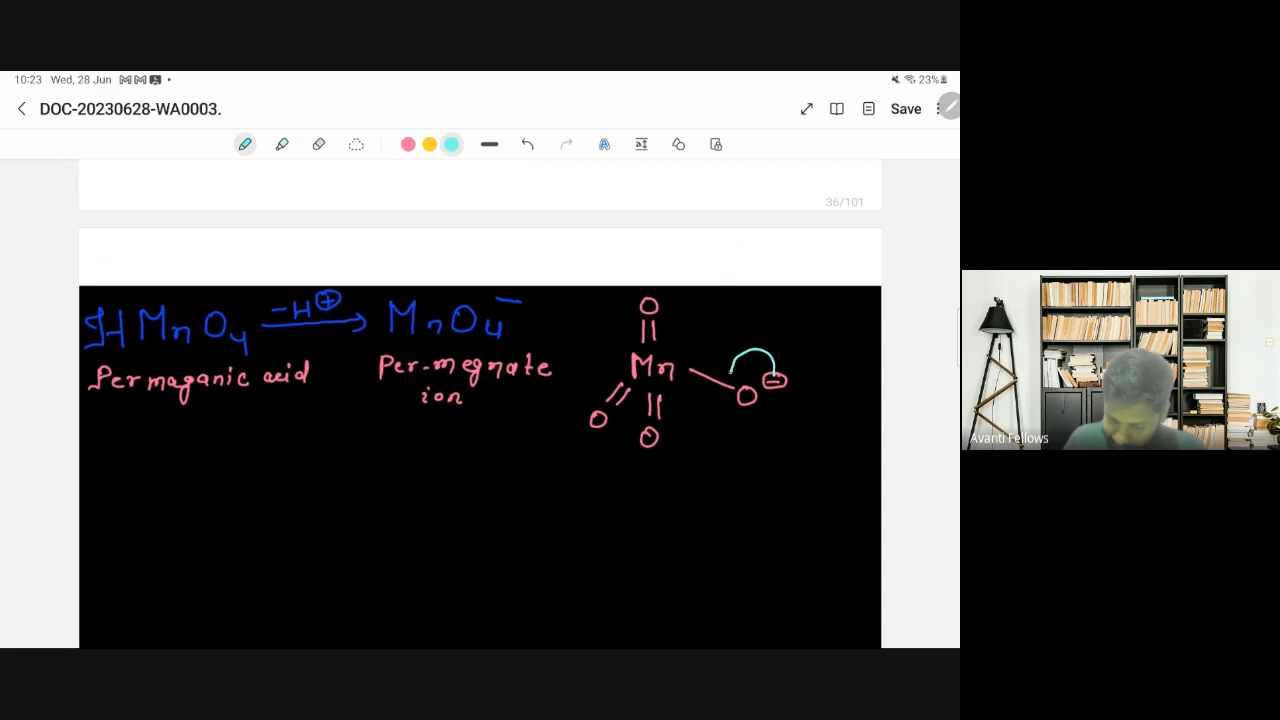 10:23 Wed, 28 Jun
23%
DOC-20230628-WA0003.
Save
36/101
HMnO4 -H⊕ → MnO4⁻
Permaganic acid
Per-megnate
ion
O
Mn
O ⊖
O
O
Avanti Fellows